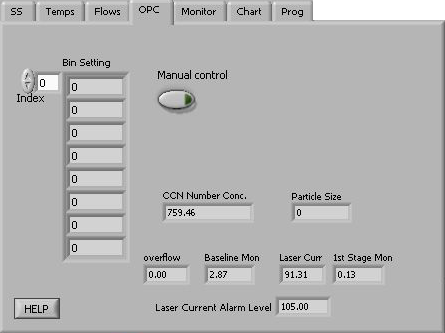 SS Temps Flows OPC Monitor Chart Prog
Bin Setting
0
Index
0
0
0
0
0
0
0
0
Manual control
CCN Number Conc. Particle Size
759.46 0
overflow Baseline Mon Laser Curr 1st Stage Mon
0.00 2.87 91.31 0.13
HELP
Laser Current Alarm Level 105.00